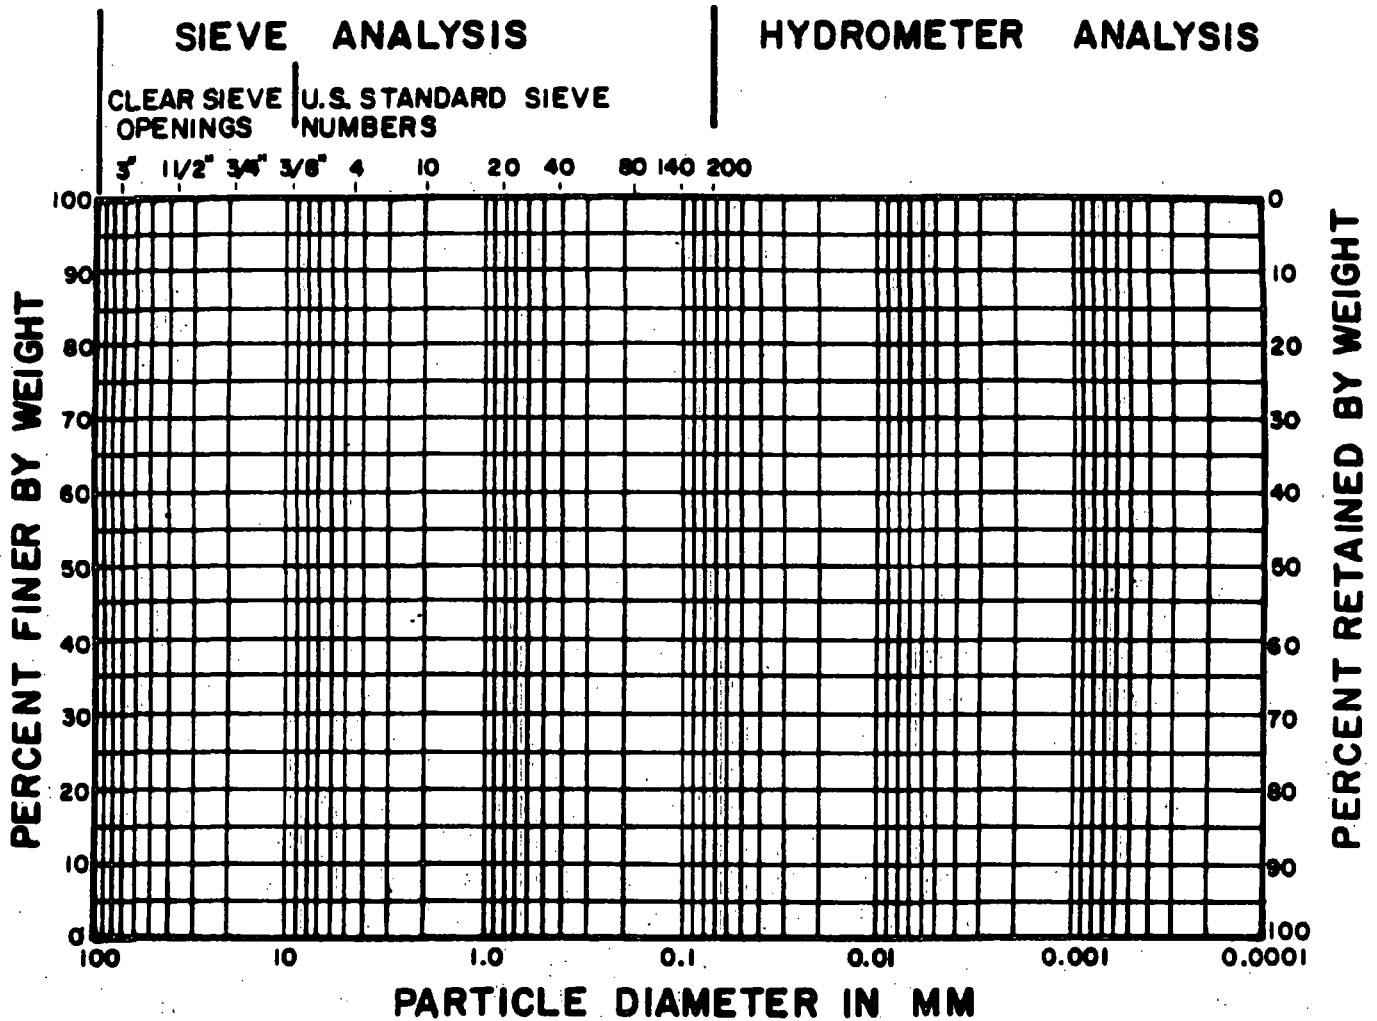 SIEVE ANALYSIS
HYDROMETER ANALYSIS
CLEAR SIEVE OPENINGS
U.S. STANDARD SIEVE NUMBERS
3" 1 1/2" 3/4" 3/8" 4 10 20 40 80 140 200
PERCENT FINER BY WEIGHT
100
90
80
70
60
50
40
30
20
10
0
0
10
20
30
40
50
60
70
80
90
100
PERCENT RETAINED BY WEIGHT
100 10 1.0 0.1 0.01 0.001 0.0001
PARTICLE DIAMETER IN MM